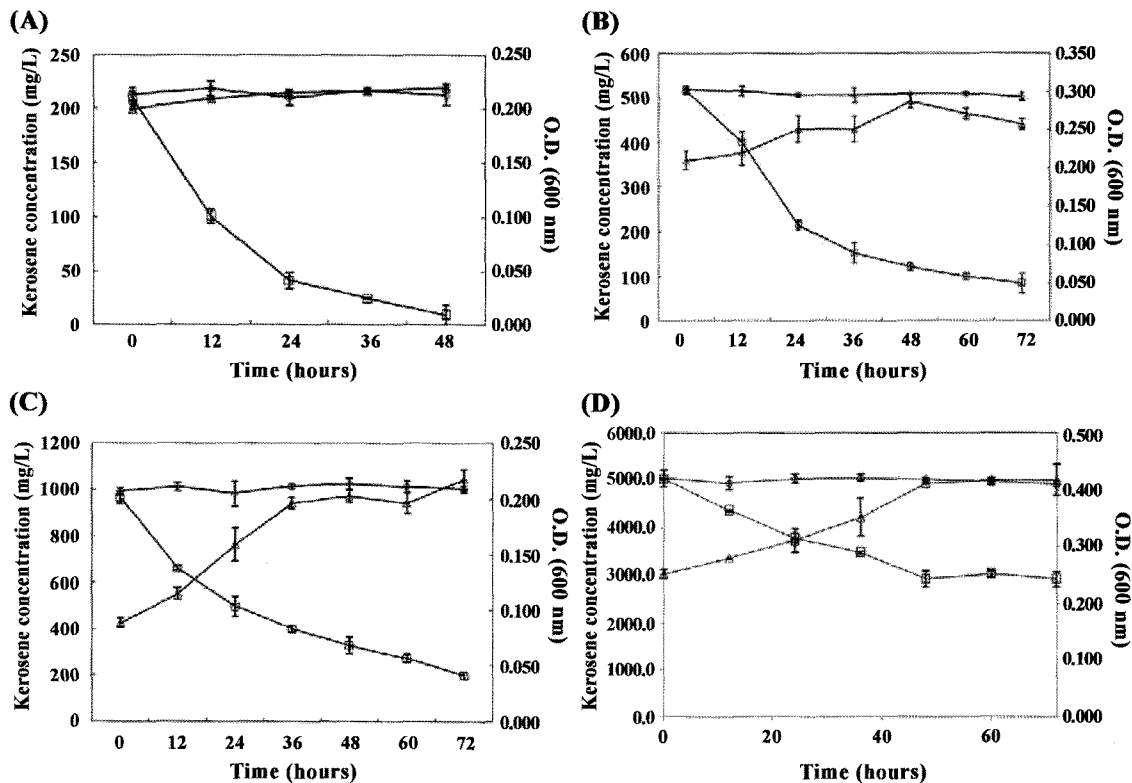 (A)
Kerosene concentration (mg/L)
250
200
150
100
50
0
0.250
0.200
0.150
0.100
0.050
0.000
O.D. (600 nm)
0 12 24 36 48
Time (hours)
(B)
Kerosene concentration (mg/L)
600
500
400
300
200
100
0
0.350
0.300
0.250
0.200
0.150
0.100
0.050
0.000
O.D. (600 nm)
0 12 24 36 48 60 72
Time (hours)
(C)
Kerosene concentration (mg/L)
1200
1000
800
600
400
200
0
0.250
0.200
0.150
0.100
0.050
0.000
O.D. (600 nm)
0 12 24 36 48 60 72
Time (hours)
(D)
Kerosene concentration (mg/L)
6000.0
5000.0
4000.0
3000.0
2000.0
1000.0
0.0
0.500
0.400
0.300
0.200
0.100
0.000
O.D. (600 nm)
0 20 40 60
Time (hours)